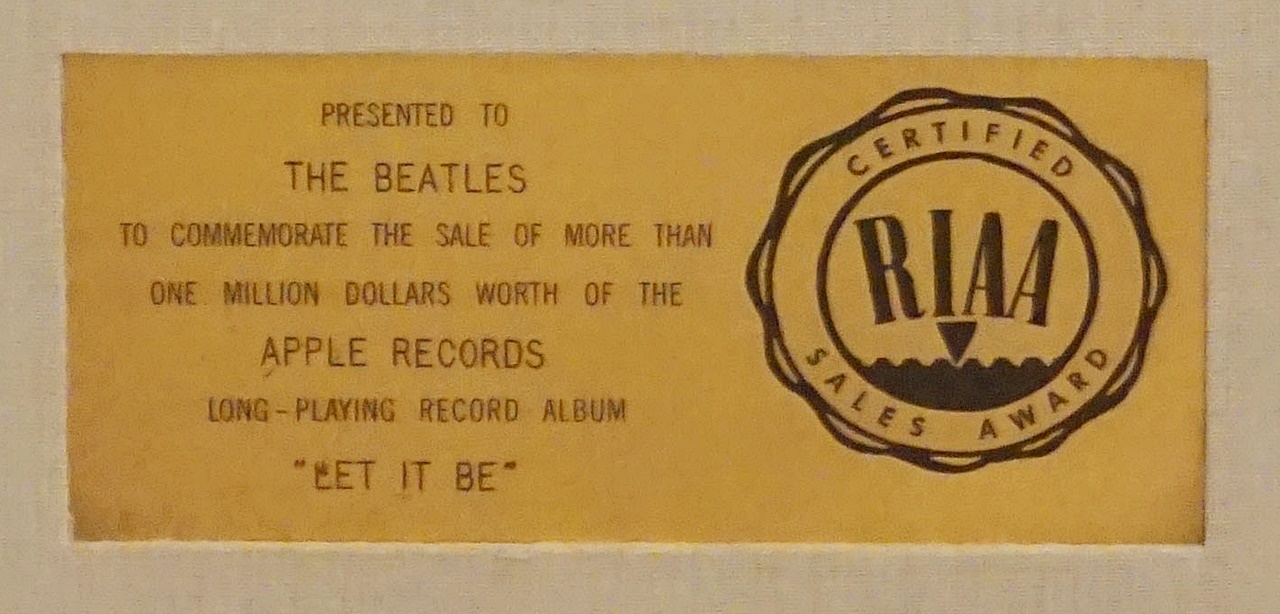 PRESENTED TO
THE BEATLES
TO COMMEMORATE THE SALE OF MORE THAN
ONE MILLION DOLLARS WORTH OF THE
APPLE RECORDS
LONG-PLAYING RECORD ALBUM
"LET IT BE"
CERTIFIED
RIAA
SALES AWARD